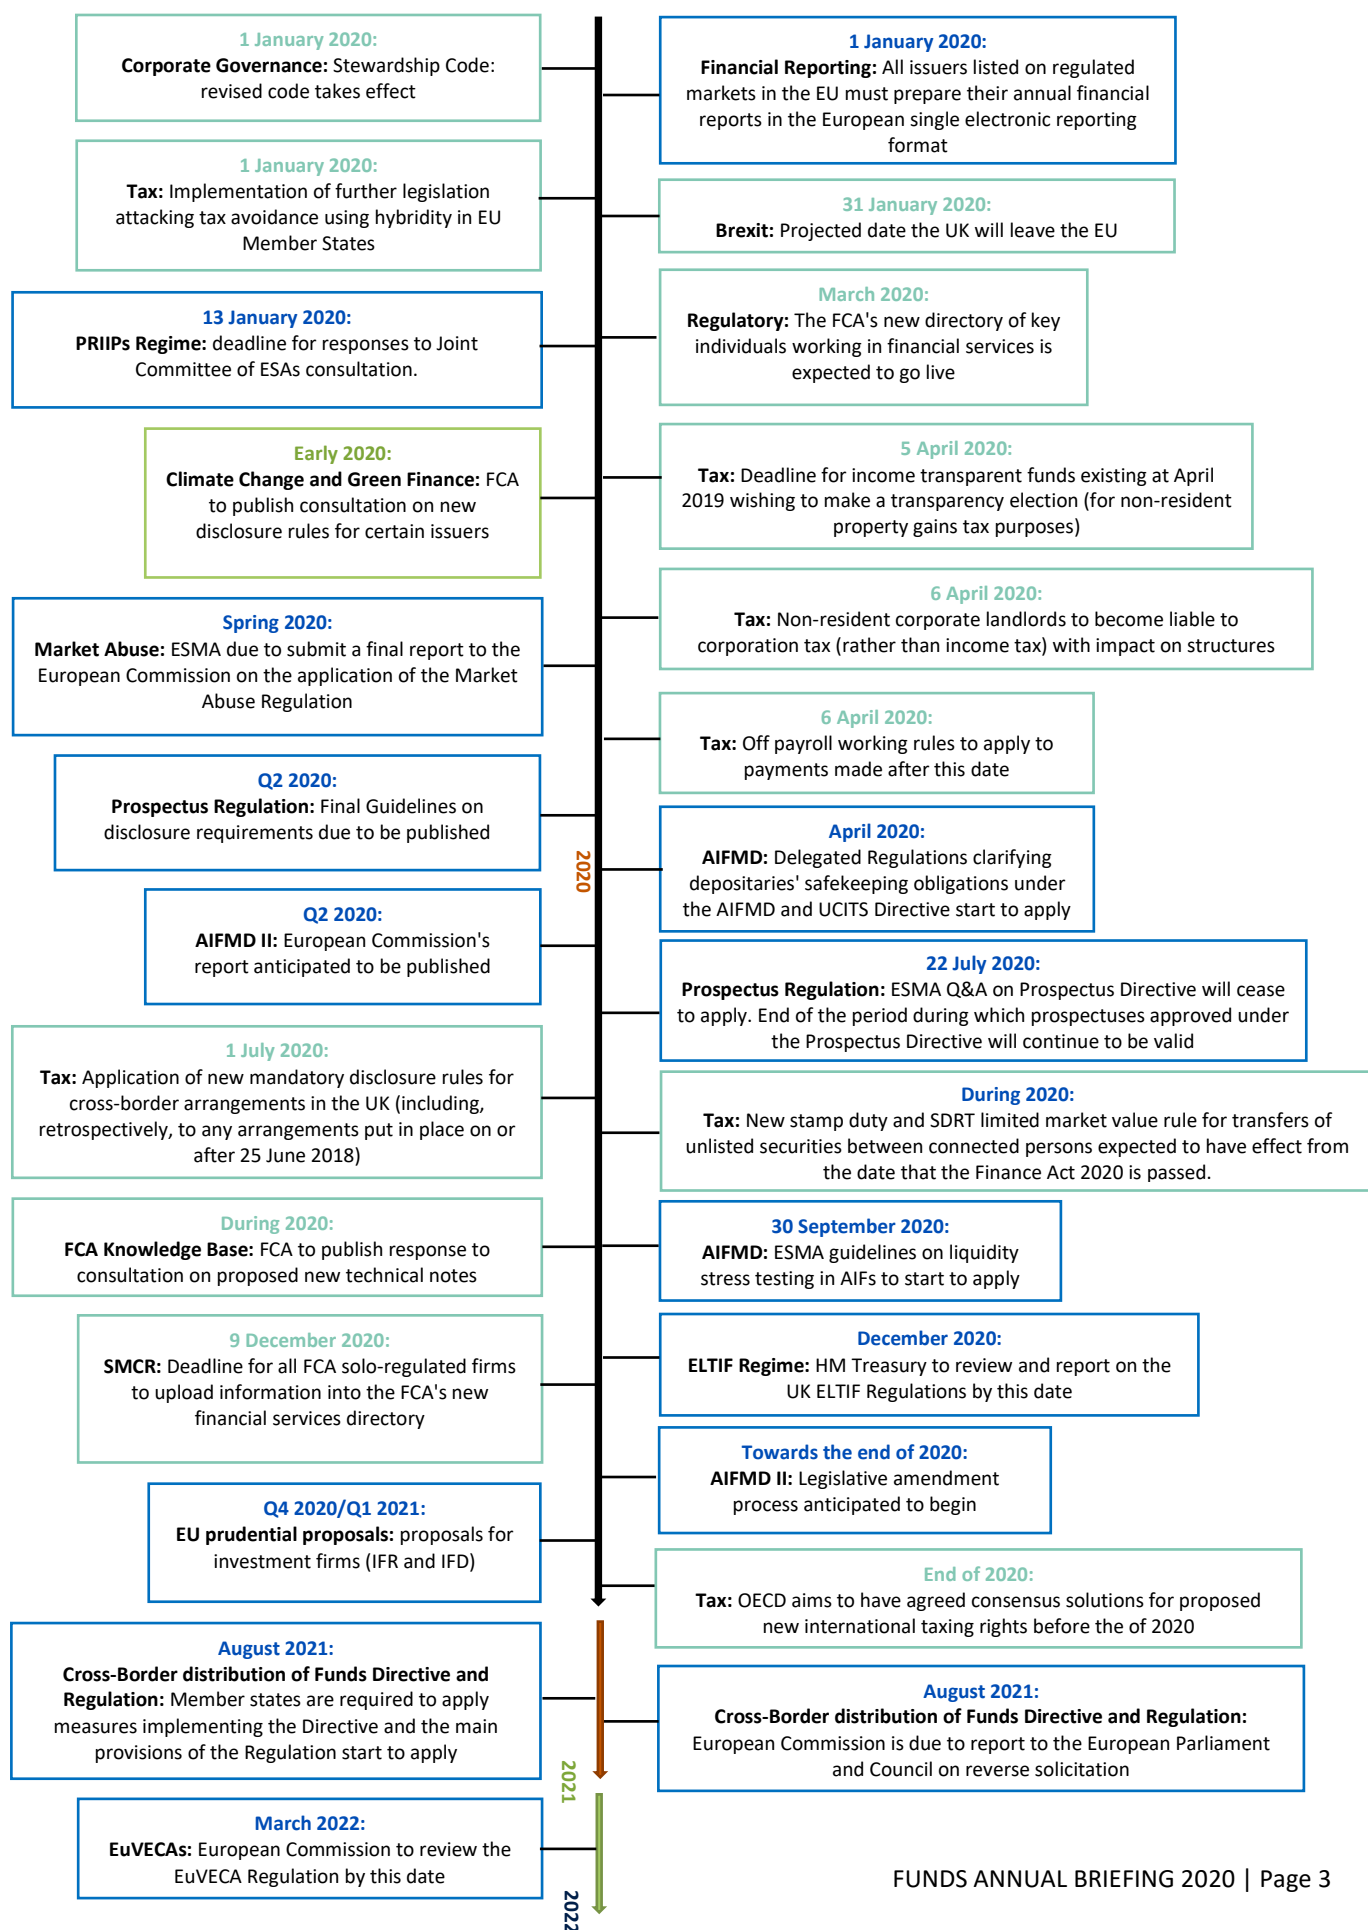 1 January 2020:
Corporate Governance: Stewardship Code:
revised code takes effect
1 January 2020:
Financial Reporting: All issuers listed on regulated
markets in the EU must prepare their annual financial
reports in the European single electronic reporting
format
1 January 2020:
Tax: Implementation of further legislation
attacking tax avoidance using hybridity in EU
Member States
31 January 2020:
Brexit: Projected date the UK will leave the EU
13 January 2020:
PRIIPs Regime: deadline for responses to Joint
Committee of ESAs consultation.
March 2020:
Regulatory: The FCA's new directory of key
individuals working in financial services is
expected to go live
Early 2020:
Climate Change and Green Finance: FCA
to publish consultation on new
disclosure rules for certain issuers
5 April 2020:
Tax: Deadline for income transparent funds existing at April
2019 wishing to make a transparency election (for non-resident
property gains tax purposes)
6 April 2020:
Tax: Non-resident corporate landlords to become liable to
corporation tax (rather than income tax) with impact on structures
Spring 2020:
Market Abuse: ESMA due to submit a final report to the
European Commission on the application of the Market
Abuse Regulation
6 April 2020:
Tax: Off payroll working rules to apply to
payments made after this date
Q2 2020:
Prospectus Regulation: Final Guidelines on
disclosure requirements due to be published
2020
April 2020:
AIFMD: Delegated Regulations clarifying
depositaries' safekeeping obligations under
the AIFMD and UCITS Directive start to apply
Q2 2020:
AIFMD II: European Commission's
report anticipated to be published
22 July 2020:
Prospectus Regulation: ESMA Q&A on Prospectus Directive will cease
to apply. End of the period during which prospectuses approved under
the Prospectus Directive will continue to be valid
1 July 2020:
Tax: Application of new mandatory disclosure rules for
cross-border arrangements in the UK (including,
retrospectively, to any arrangements put in place on or
after 25 June 2018)
During 2020:
Tax: New stamp duty and SDRT limited market value rule for transfers of
unlisted securities between connected persons expected to have effect from
the date that the Finance Act 2020 is passed.
During 2020:
FCA Knowledge Base: FCA to publish response to
consultation on proposed new technical notes
30 September 2020:
AIFMD: ESMA guidelines on liquidity
stress testing in AIFs to start to apply
9 December 2020:
SMCR: Deadline for all FCA solo-regulated firms
to upload information into the FCA's new
financial services directory
December 2020:
ELTIF Regime: HM Treasury to review and report on the
UK ELTIF Regulations by this date
Towards the end of 2020:
AIFMD II: Legislative amendment
process anticipated to begin
Q4 2020/Q1 2021:
EU prudential proposals: proposals for
investment firms (IFR and IFD)
End of 2020:
Tax: OECD aims to have agreed consensus solutions for proposed
new international taxing rights before the of 2020
August 2021:
Cross-Border distribution of Funds Directive and
Regulation: Member states are required to apply
measures implementing the Directive and the main
provisions of the Regulation start to apply
August 2021:
Cross-Border distribution of Funds Directive and Regulation:
European Commission is due to report to the European Parliament
and Council on reverse solicitation
2021
March 2022:
EuVECAs: European Commission to review the
EuVECA Regulation by this date
2022
FUNDS ANNUAL BRIEFING 2020 | Page 3